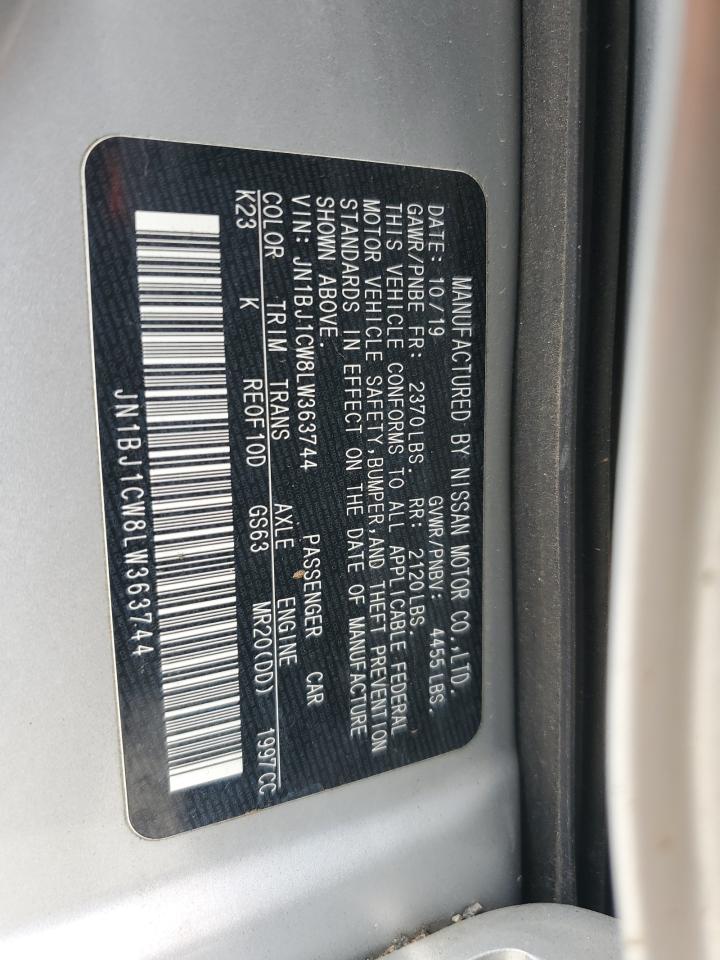 MANUFACTURED BY NISSAN MOTOR CO.,LTD.
DATE: 10/19 GVWR/PNBV: 4455LBS.
GAWR/PNBE FR: 2370LBS. RR: 2120LBS.
THIS VEHICLE CONFORMS TO ALL APPLICABLE FEDERAL
MOTOR VEHICLE SAFETY,BUMPER,AND THEFT PREVENTION
STANDARDS IN EFFECT ON THE DATE OF MANUFACTURE
SHOWN ABOVE.
VIN: JN1BJ1CW8LW363744 PASSENGER CAR
COLOR TRIM TRANS AXLE ENGINE
K23 K RE0F10D GS63 MR20(DD) 1997CC
JN1BJ1CW8LW363744